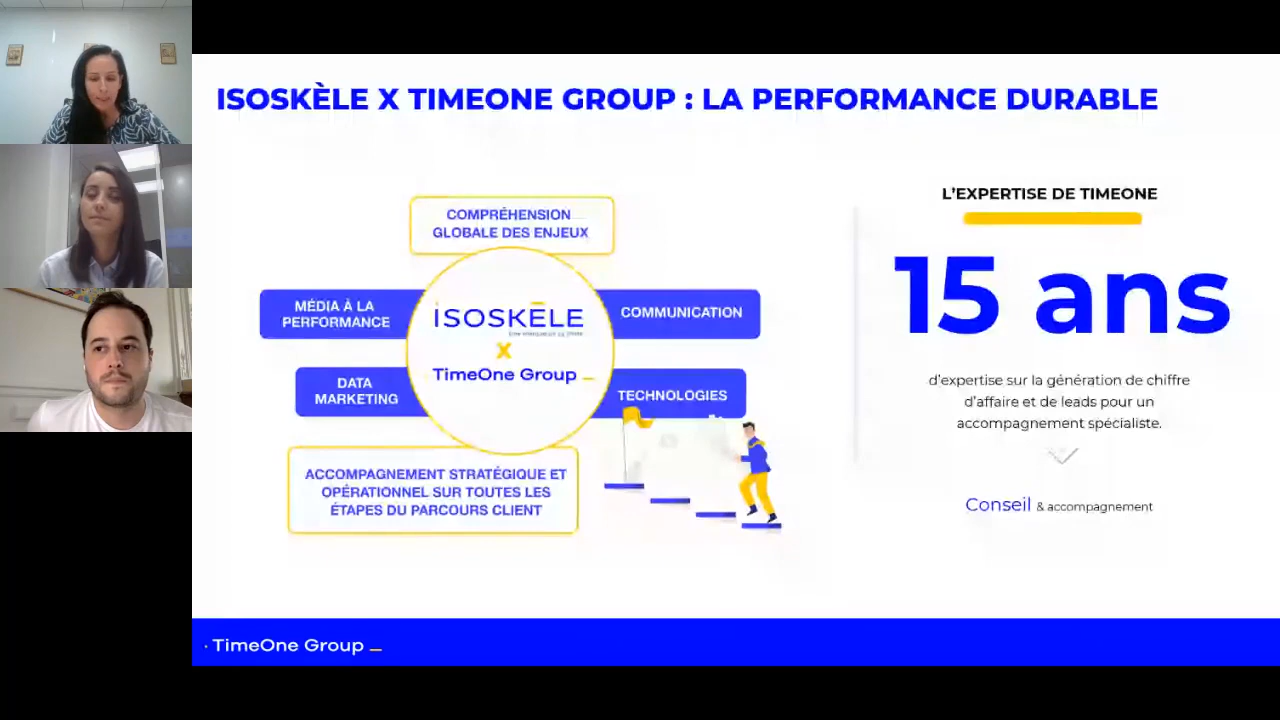 ISOSKÈLE X TIMEONE GROUP : LA PERFORMANCE DURABLE
COMPRÉHENSION
GLOBALE DES ENJEUX
MÉDIA À LA
PERFORMANCE
COMMUNICATION
ISOSKĒLE
X
TimeOne Group _
DATA
MARKETING
TECHNOLOGIES
ACCOMPAGNEMENT STRATÉGIQUE ET
OPÉRATIONNEL SUR TOUTES LES
ÉTAPES DU PARCOURS CLIENT
L'EXPERTISE DE TIMEONE
15 ans
d'expertise sur la génération de chiffre
d'affaire et de leads pour un
accompagnement spécialiste.
Conseil & accompagnement
· TimeOne Group _